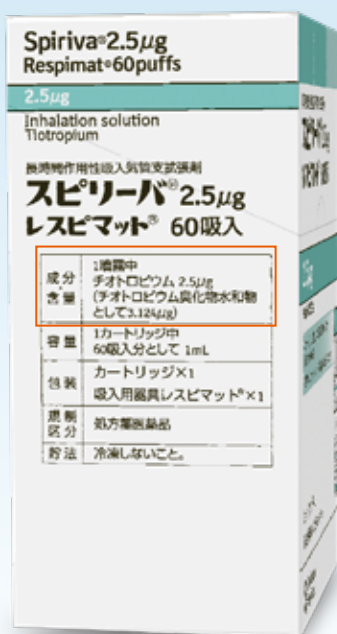 Spiriva®2.5μg
Respimat®60puffs
2.5μg
Inhalation solution
Tiotropium
長時間作用性吸入気管支拡張剤
スピリーバ®2.5μg
レスピマット® 60吸入
成分
含量
1噴霧中
チオトロピウム 2.5μg
(チオトロピウム臭化物水和物
として3.124μg)
容量
1カートリッジ中
60吸入分として 1mL
包装
カートリッジ×1
吸入用器具レスピマット®×1
規制
区分
処方箋医薬品
貯法
冷凍しないこと。